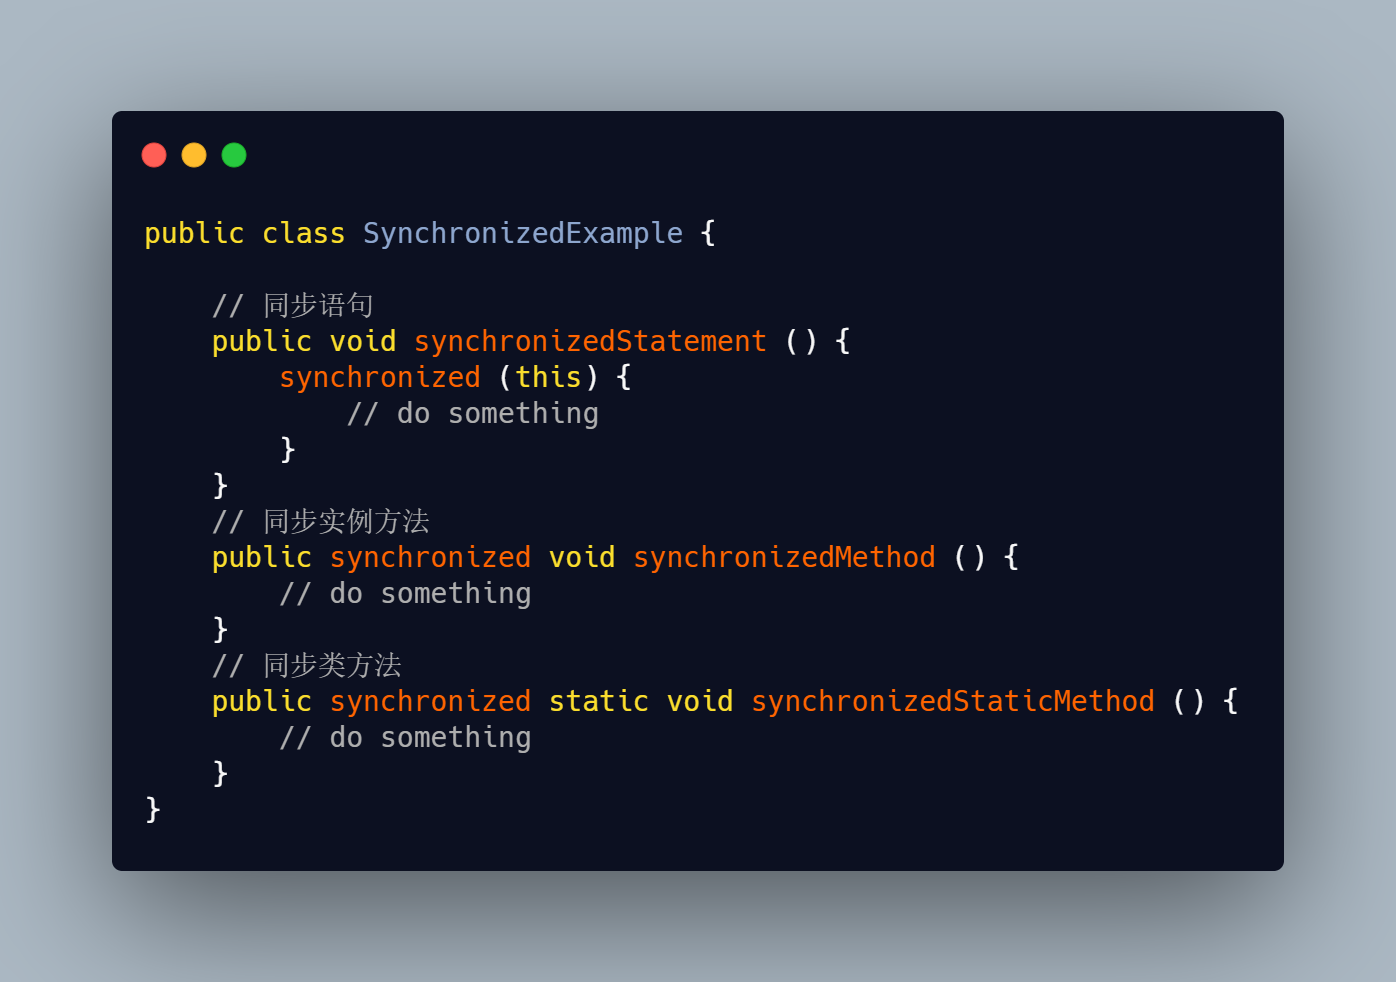 public class SynchronizedExample {
// 同步语句
public void synchronizedStatement () {
synchronized (this) {
// do something
}
}
// 同步实例方法
public synchronized void synchronizedMethod () {
// do something
}
// 同步类方法
public synchronized static void synchronizedStaticMethod () {
// do something
}
}